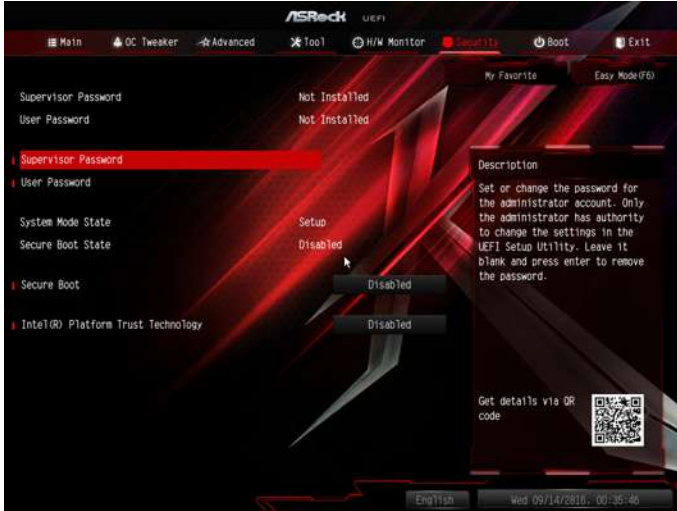 ASRock UEFI
Main OC Tweaker Advanced Tool H/W Monitor Security Boot Exit
My Favorite Easy Mode(F6)
Supervisor Password Not Installed
User Password Not Installed
Supervisor Password
User Password
System Mode State Setup
Secure Boot State Disabled
Secure Boot Disabled
Intel(R) Platform Trust Technology Disabled
Description
Set or change the password for
the administrator account. Only
the administrator has authority
to change the settings in the
UEFI Setup Utility. Leave it
blank and press enter to remove
the password.
Get details via QR
code
English Wed 09/14/2016. 00:35:46